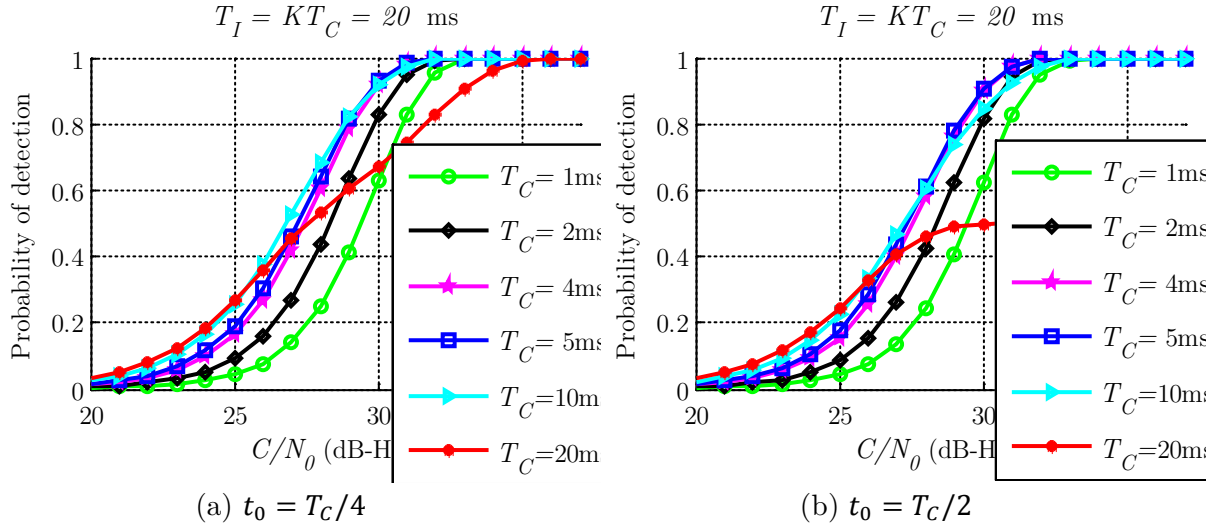 T_I = KT_C = 20 ms
Probability of detection
1
0.8
0.6
0.4
0.2
0
20
25
30
C/N_0 (dB-H
T_C= 1ms
T_C= 2ms
T_C= 4ms
T_C= 5ms
T_C=10m
T_C=20m
(a) t_0 = T_C/4
T_I = KT_C = 20 ms
Probability of detection
1
0.8
0.6
0.4
0.2
0
20
25
30
C/N_0 (dB-H
T_C= 1ms
T_C= 2ms
T_C= 4ms
T_C= 5ms
T_C=10ms
T_C=20ms
(b) t_0 = T_C/2